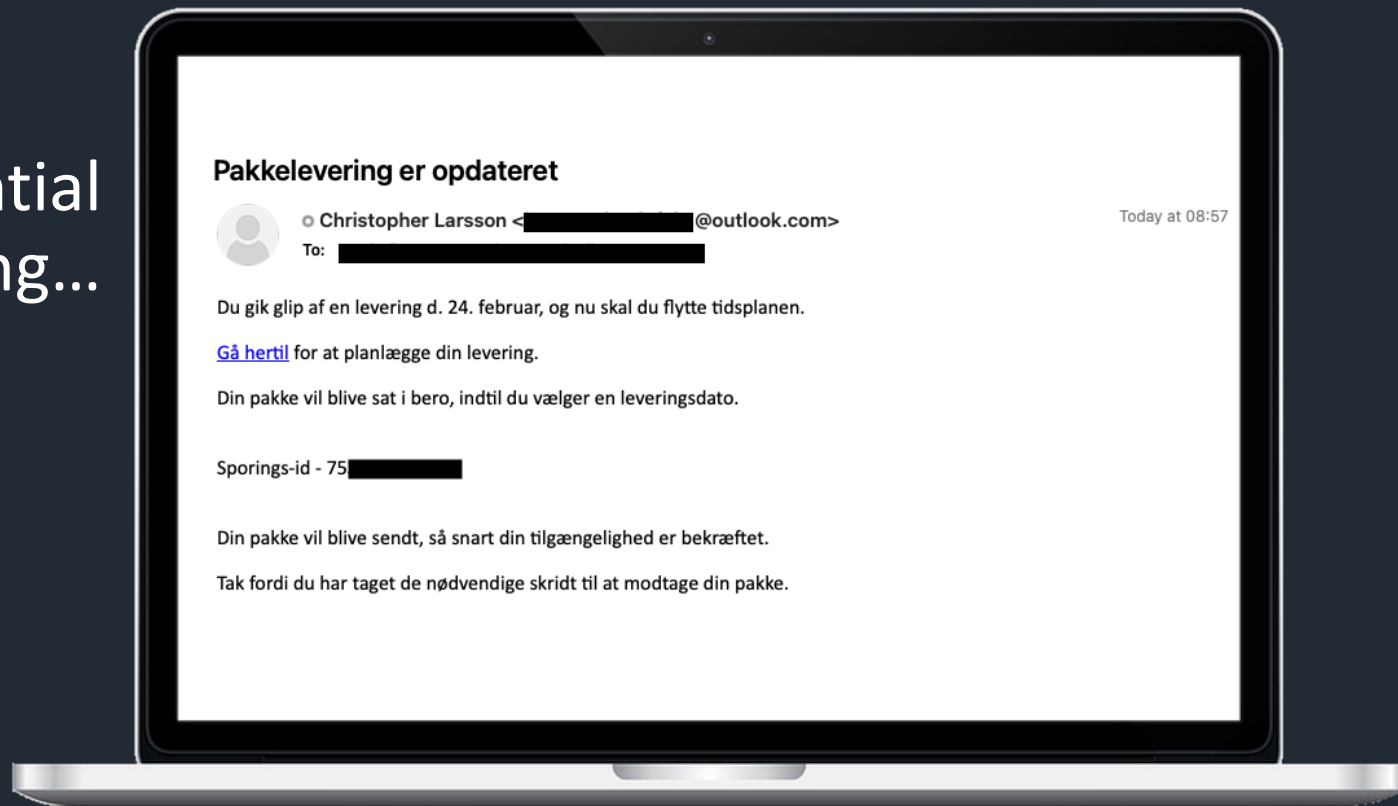 Pakkelevering er opdateret
Christopher Larsson < @outlook.com>
Today at 08:57
To:
Du gik glip af en levering d. 24. februar, og nu skal du flytte tidsplanen.
Gå hertil for at planlægge din levering.
Din pakke vil blive sat i bero, indtil du vælger en leveringsdato.
Sporings-id - 75
Din pakke vil blive sendt, så snart din tilgængelighed er bekræftet.
Tak fordi du har taget de nødvendige skridt til at modtage din pakke.